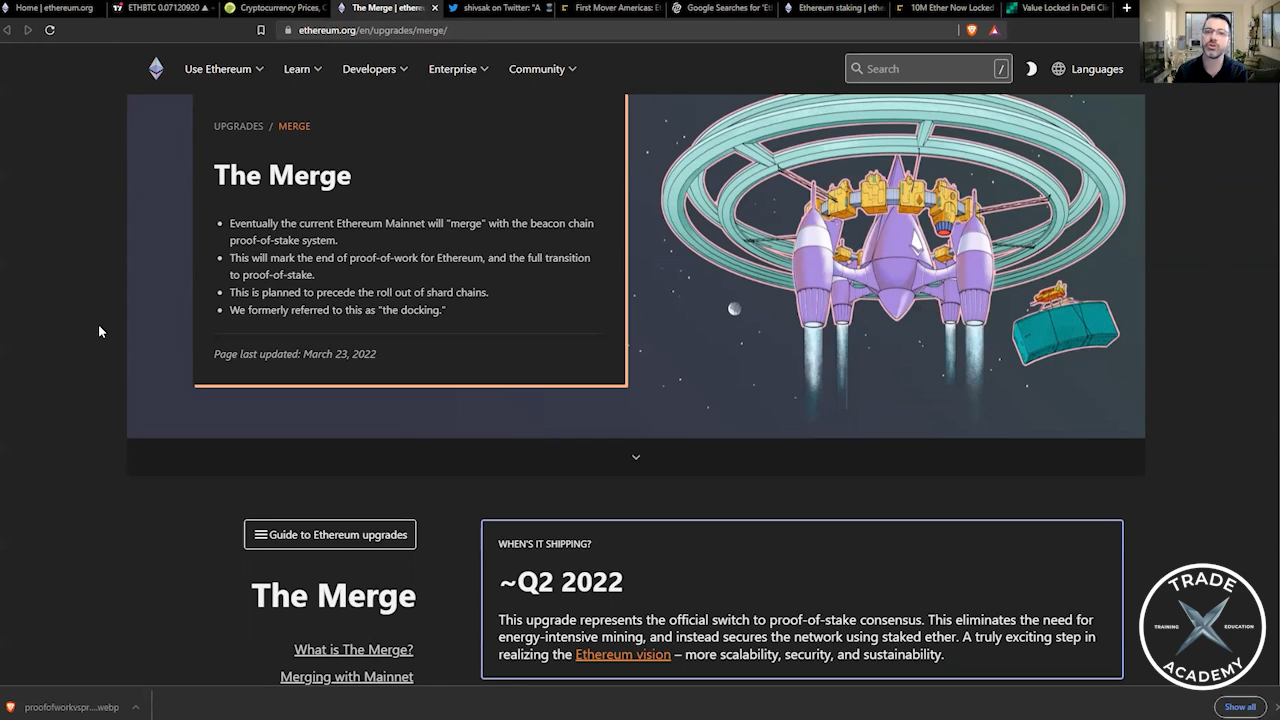 Home | ethereum.org
ETHBTC 0.07120920 ▲
Cryptocurrency Prices, C
The Merge | ethere
shivsak on Twitter: "A
First Mover Americas: E
Google Searches for 'Et
Ethereum staking | ethe
10M Ether Now Locked
Value Locked in Defi Cli
ethereum.org/en/upgrades/merge/
Use Ethereum
Learn
Developers
Enterprise
Community
Search
/
Languages
UPGRADES / MERGE
The Merge
• Eventually the current Ethereum Mainnet will "merge" with the beacon chain
proof-of-stake system.
• This will mark the end of proof-of-work for Ethereum, and the full transition
to proof-of-stake.
• This is planned to precede the roll out of shard chains.
• We formerly referred to this as "the docking."
Page last updated: March 23, 2022
Guide to Ethereum upgrades
The Merge
What is The Merge?
Merging with Mainnet
WHEN'S IT SHIPPING?
~Q2 2022
This upgrade represents the official switch to proof-of-stake consensus. This eliminates the need for
energy-intensive mining, and instead secures the network using staked ether. A truly exciting step in
realizing the Ethereum vision – more scalability, security, and sustainability.
TRADE
TRAINING
EDUCATION
ACADEMY
proofofworkvspr....webp
Show all